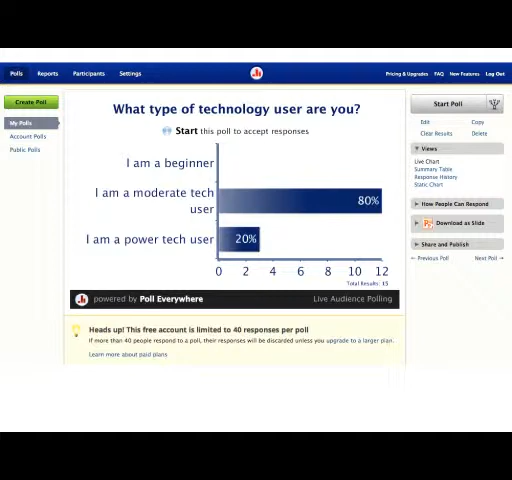 Polls Reports Participants Settings Pricing & Upgrades FAQ New Features Log Out
Create Poll
My Polls
Account Polls
Public Polls
What type of technology user are you?
Start this poll to accept responses
I am a beginner
I am a moderate tech
user
80%
I am a power tech user
20%
0 2 4 6 8 10 12
Total Results: 15
powered by Poll Everywhere Live Audience Polling
Heads up! This free account is limited to 40 responses per poll
If more than 40 people respond to a poll, their responses will be discarded unless you upgrade to a larger plan.
Learn more about paid plans
Start Poll
Edit Copy
Clear Results Delete
Views
Live Chart
Summary Table
Response History
Static Chart
How People Can Respond
Download as Slide
Share and Publish
← Previous Poll Next Poll →